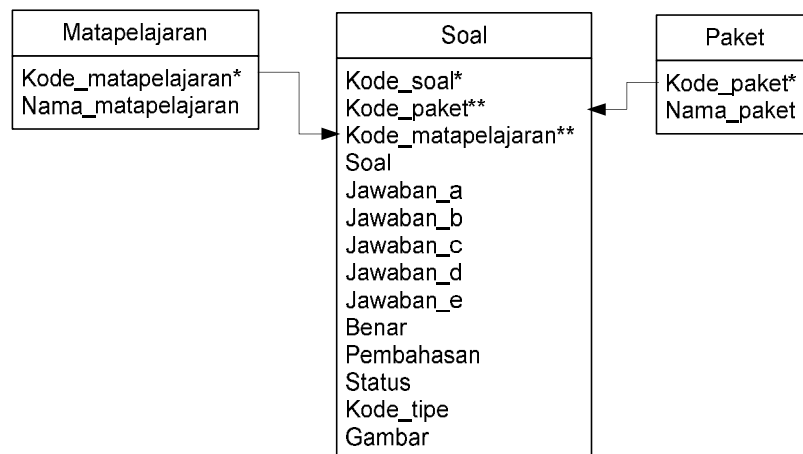 Matapelajaran
Kode_matapelajaran*
Nama_matapelajaran
Soal
Kode_soal*
Kode_paket**
Kode_matapelajaran**
Soal
Jawaban_a
Jawaban_b
Jawaban_c
Jawaban_d
Jawaban_e
Benar
Pembahasan
Status
Kode_tipe
Gambar
Paket
Kode_paket*
Nama_paket